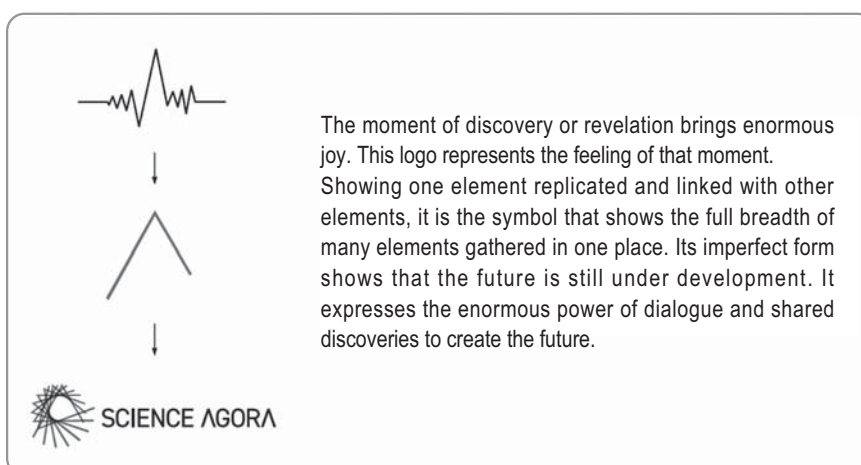 The moment of discovery or revelation brings enormous
joy. This logo represents the feeling of that moment.
Showing one element replicated and linked with other
elements, it is the symbol that shows the full breadth of
many elements gathered in one place. Its imperfect form
shows that the future is still under development. It
expresses the enormous power of dialogue and shared
discoveries to create the future.
SCIENCE AGORA